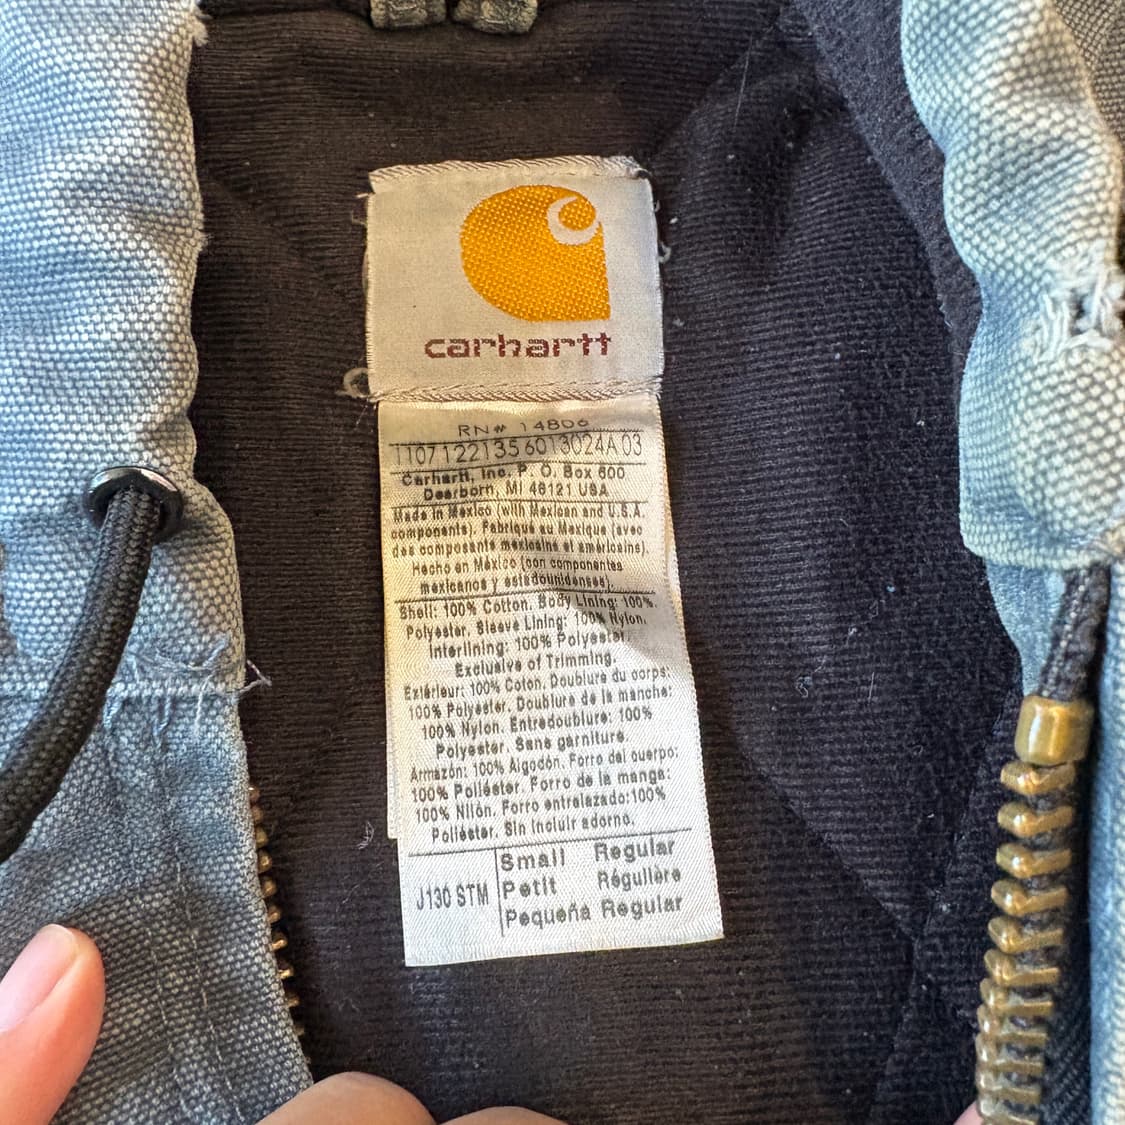 carhartt
RN# 14806
1107122135 6013024A 03
Carhartt, Inc. P. O. Box 600
Dearborn, MI 48121 USA
Made in Mexico (with Mexican and U.S.A.
components). Fabriqué au Mexique (avec
des composants mexicains et américains).
Hecho en México (con componentes
mexicanos y estadounidenses).
Shell: 100% Cotton. Body Lining: 100%.
Polyester. Sleeve Lining: 100% Nylon.
Interlining: 100% Polyester.
Exclusive of Trimming.
Extérieur: 100% Coton. Doublure du corps:
100% Polyester. Doublure de la manche:
100% Nylon. Entredoublure: 100%
Polyester. Sans garniture.
Armazón: 100% Algodón. Forro del cuerpo:
100% Poliéster. Forro de la manga:
100% Nilón. Forro entrelazado:100%
Poliéster. Sin incluir adorno.
J130 STM
Small Regular
Petit Régulière
Pequeña Regular